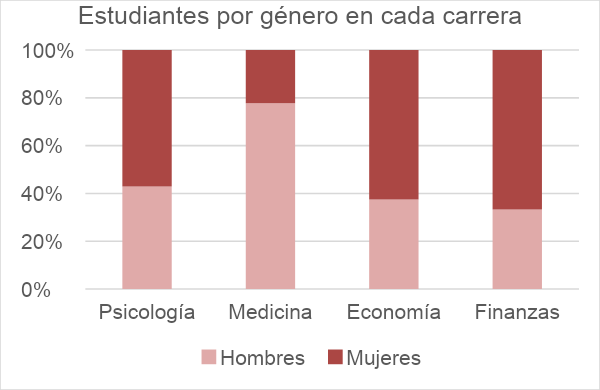 Estudiantes por género en cada carrera
100%
80%
60%
40%
20%
0%
Psicología Medicina Economía Finanzas
Hombres Mujeres